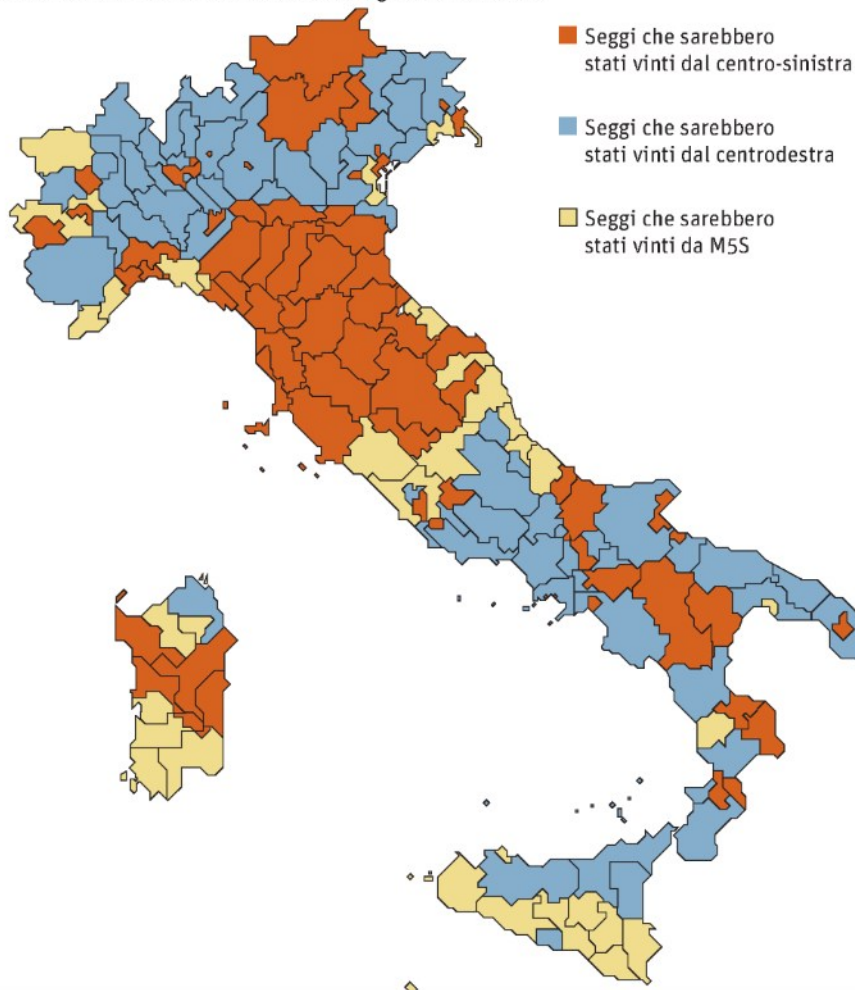 Seggi che sarebbero
stati vinti dal centro-sinistra
Seggi che sarebbero
stati vinti dal centrodestra
Seggi che sarebbero
stati vinti da M5S